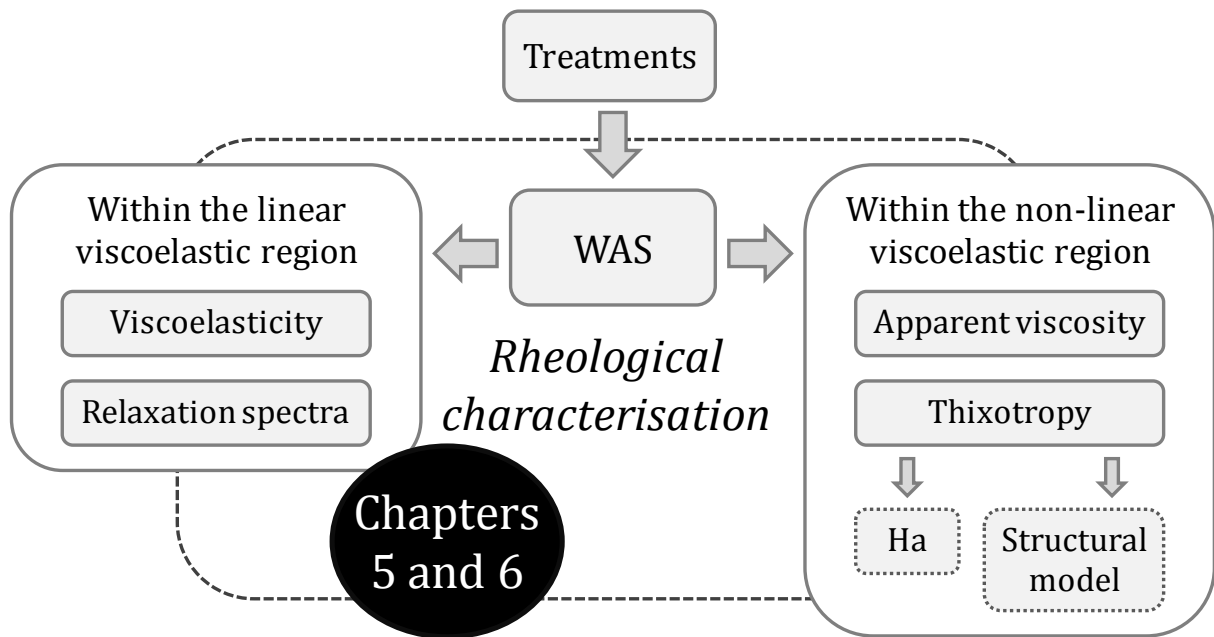 Treatments
Within the linear
viscoelastic region
Viscoelasticity
Relaxation spectra
WAS
Rheological
characterisation
Chapters
5 and 6
Within the non-linear
viscoelastic region
Apparent viscosity
Thixotropy
Ha
Structural
model